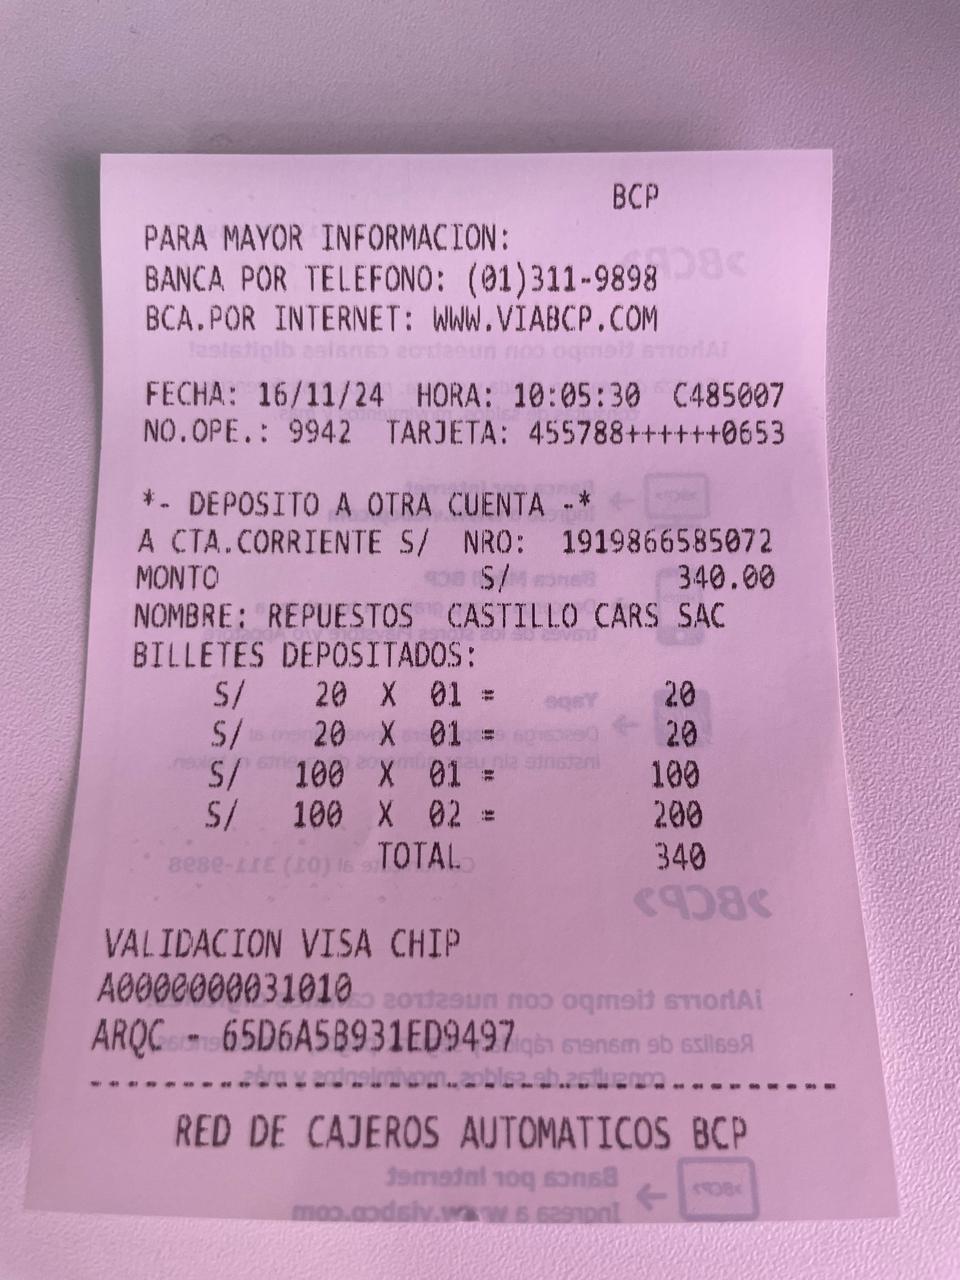 BCP
PARA MAYOR INFORMACION:
BANCA POR TELEFONO: (01)311-9898
BCA.POR INTERNET: WWW.VIABCP.COM
FECHA: 16/11/24 HORA: 10:05:30 C485007
NO.OPE.: 9942 TARJETA: 455788++++++0653
*- DEPOSITO A OTRA CUENTA -*
A CTA.CORRIENTE S/ NRO: 1919866585072
MONTO S/ 340.00
NOMBRE: REPUESTOS CASTILLO CARS SAC
BILLETES DEPOSITADOS:
S/ 20 X 01 = 20
S/ 20 X 01 = 20
S/ 100 X 01 = 100
S/ 100 X 02 = 200
TOTAL 340
VALIDACION VISA CHIP
A0000000031010
ARQC - 65D6A5B931ED9497
RED DE CAJEROS AUTOMATICOS BCP